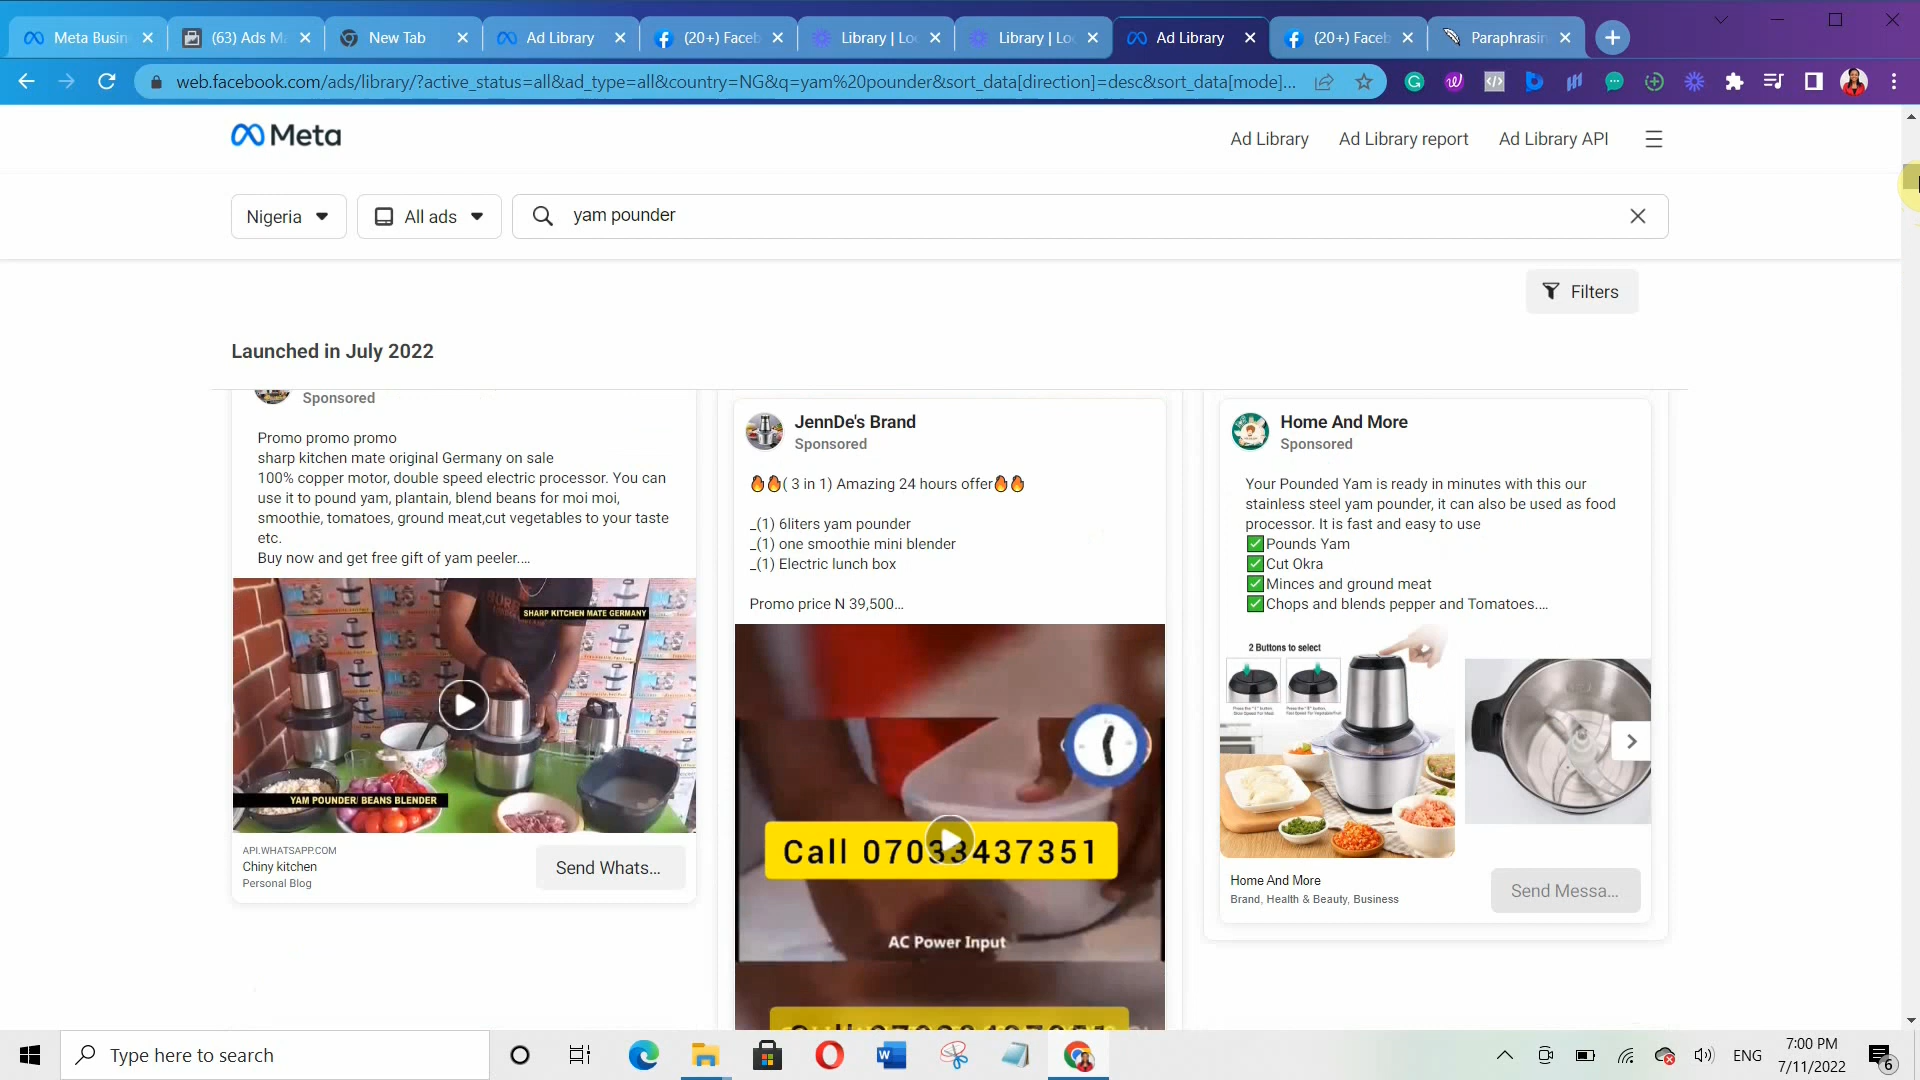 Meta Busin
(63) Ads M
New Tab
Ad Library
(20+) Faceb
Library | Lo
Library | Lo
Ad Library
(20+) Faceb
Paraphrasin
web.facebook.com/ads/library/?active_status=all&ad_type=all&country=NG&q=yam%20pounder&sort_data[direction]=desc&sort_data[mode]...
Meta
Ad Library
Ad Library report
Ad Library API
Nigeria
All ads
yam pounder
Filters
Launched in July 2022
Sponsored
Promo promo promo
sharp kitchen mate original Germany on sale
100% copper motor, double speed electric processor. You can
use it to pound yam, plantain, blend beans for moi moi,
smoothie, tomatoes, ground meat,cut vegetables to your taste
etc.
Buy now and get free gift of yam peeler....
SHARP KITCHEN MATE GERMANY
YAM POUNDER/ BEANS BLENDER
API.WHATSAPP.COM
Chiny kitchen
Personal Blog
Send Whats...
JennDe's Brand
Sponsored
🔥🔥( 3 in 1) Amazing 24 hours offer🔥🔥
_(1) 6liters yam pounder
_(1) one smoothie mini blender
_(1) Electric lunch box
Promo price N 39,500...
Call 07033437351
AC Power Input
Home And More
Sponsored
Your Pounded Yam is ready in minutes with this our
stainless steel yam pounder, it can also be used as food
processor. It is fast and easy to use
✅Pounds Yam
✅Cut Okra
✅Minces and ground meat
✅Chops and blends pepper and Tomatoes....
2 Buttons to select
Home And More
Brand, Health & Beauty, Business
Send Messa...
Type here to search
ENG
7:00 PM
7/11/2022
6